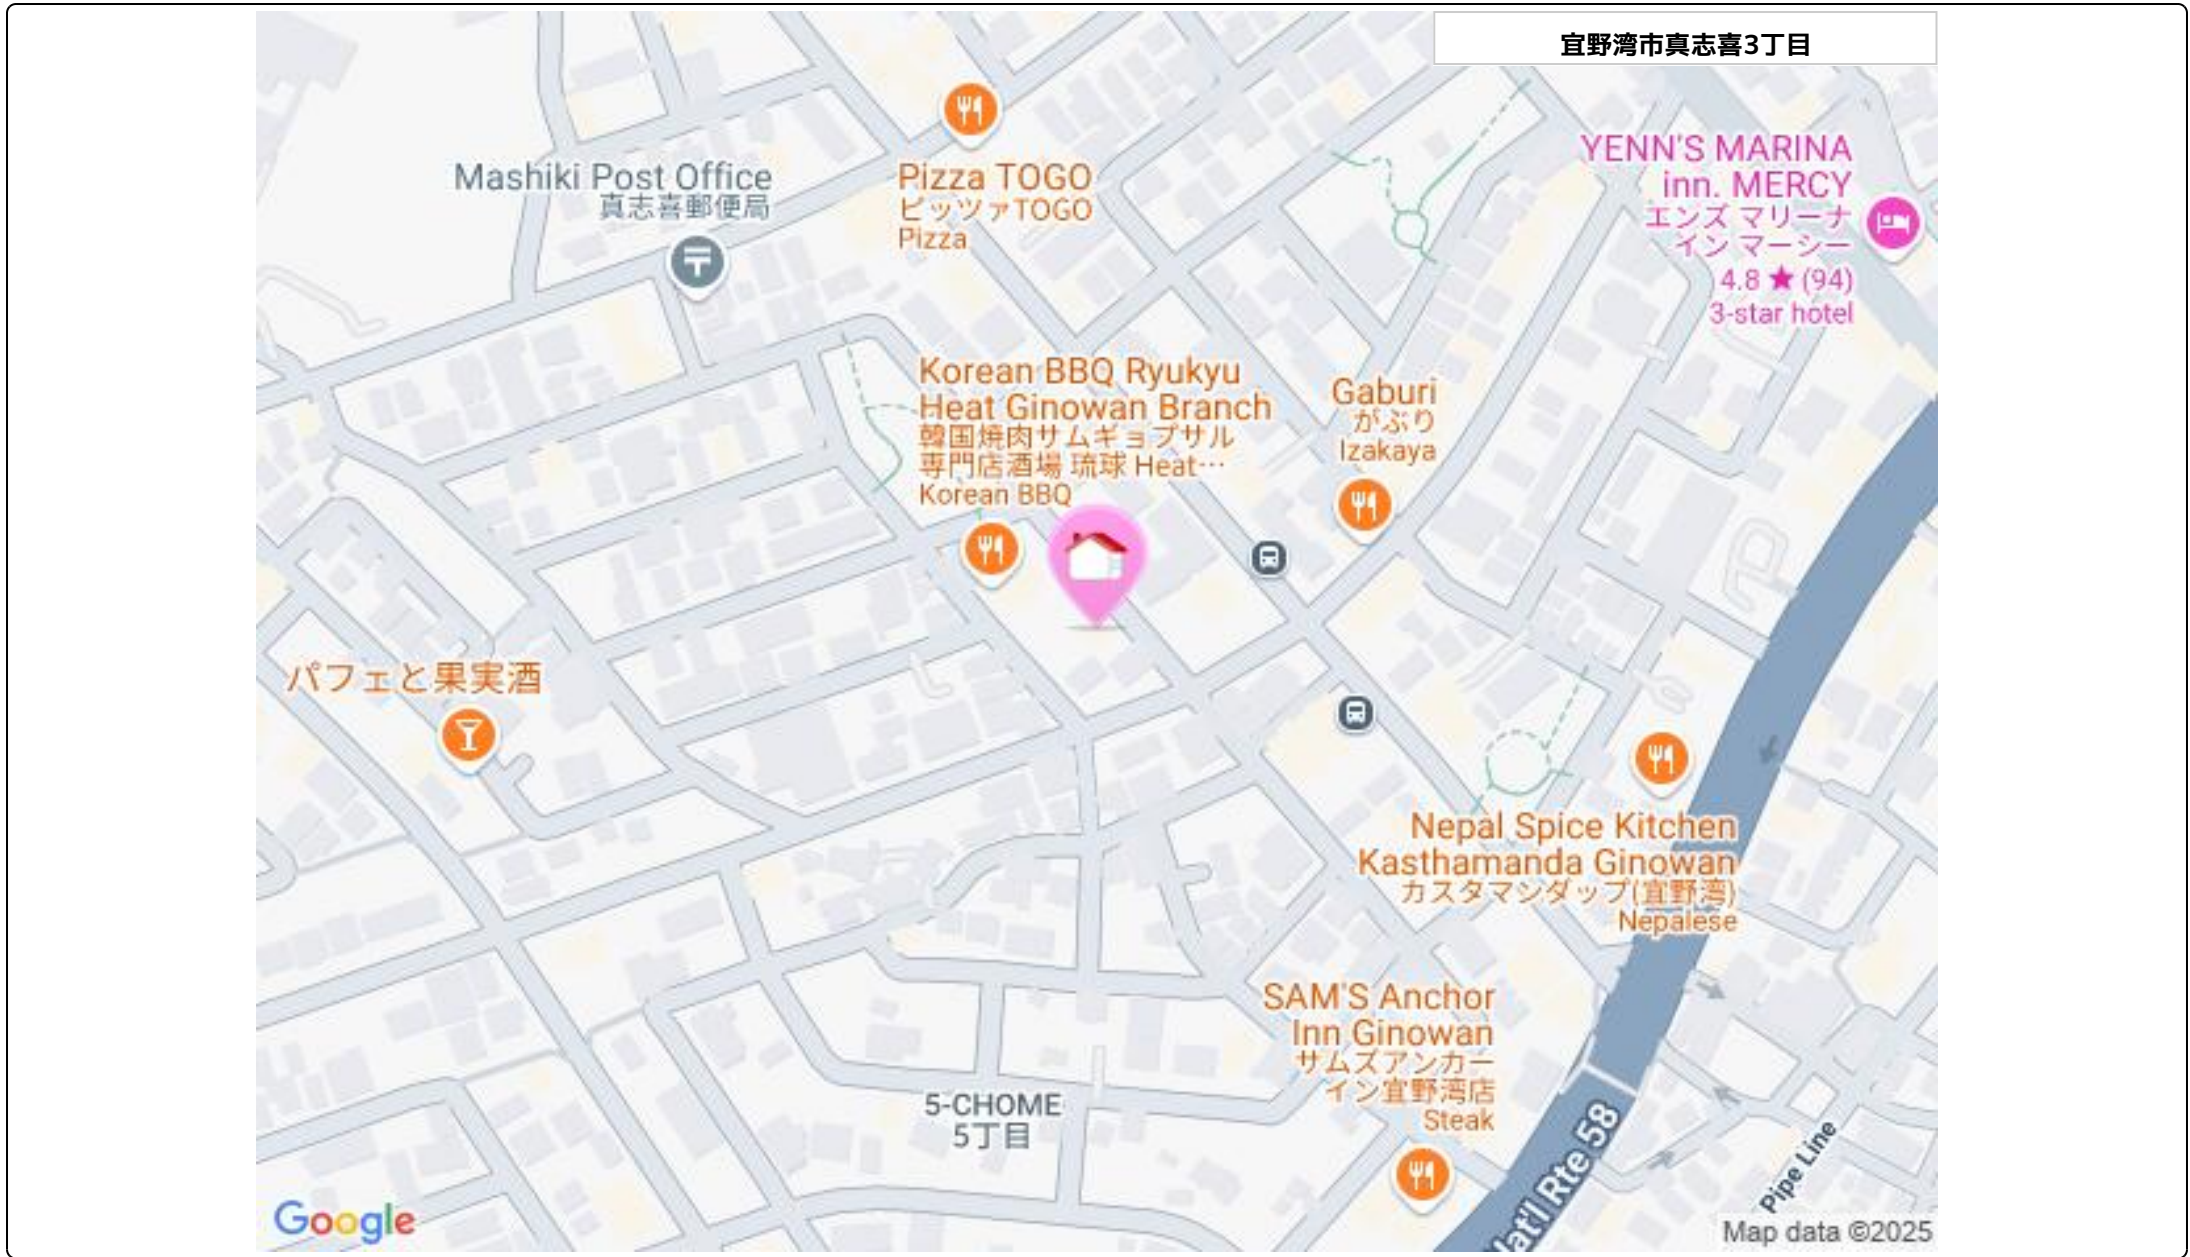 宜野湾市真志喜3丁目
YENN'S MARINA
inn. MERCY
エンズ マリーナ
イン マーシー
4.8 ★ (94)
3-star hotel
Mashiki Post Office
真志喜郵便局
Pizza TOGO
ピッツァTOGO
Pizza
Korean BBQ Ryukyu
Heat Ginowan Branch
韓国焼肉サムギョプサル
専門店酒場 琉球 Heat…
Korean BBQ
Gaburi
がぶり
Izakaya
パフェと果実酒
Nepal Spice Kitchen
Kasthamanda Ginowan
カスタマンダップ(宜野湾)
Nepalese
SAM'S Anchor
Inn Ginowan
サムズアンカー
イン宜野湾店
Steak
5-CHOME
5丁目
Nat'l Rte 58
Pipe Line
Google
Map data ©2025